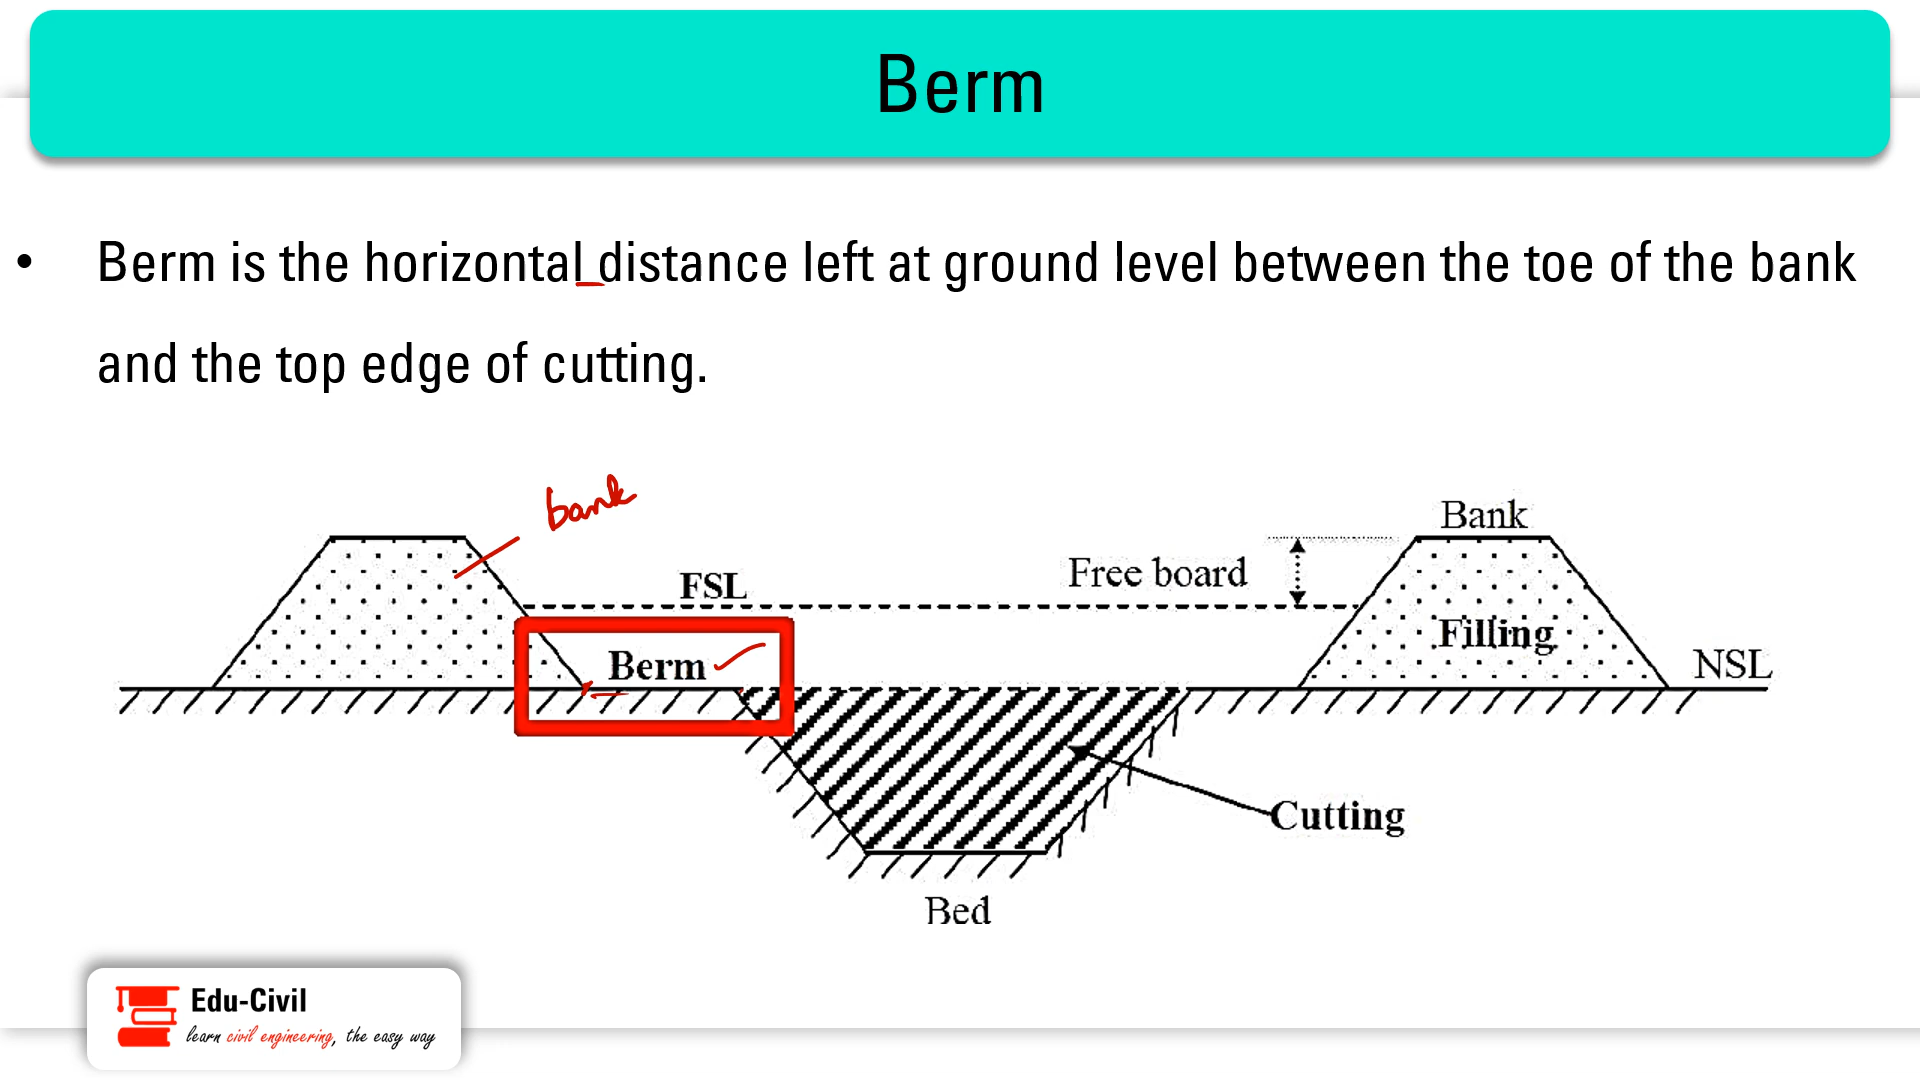 Berm
• Berm is the horizontal distance left at ground level between the toe of the bank
and the top edge of cutting.
bank
Bank
FSL
Free board
Filling
Berm
NSL
Cutting
Bed
Edu-Civil
learn civil engineering, the easy way